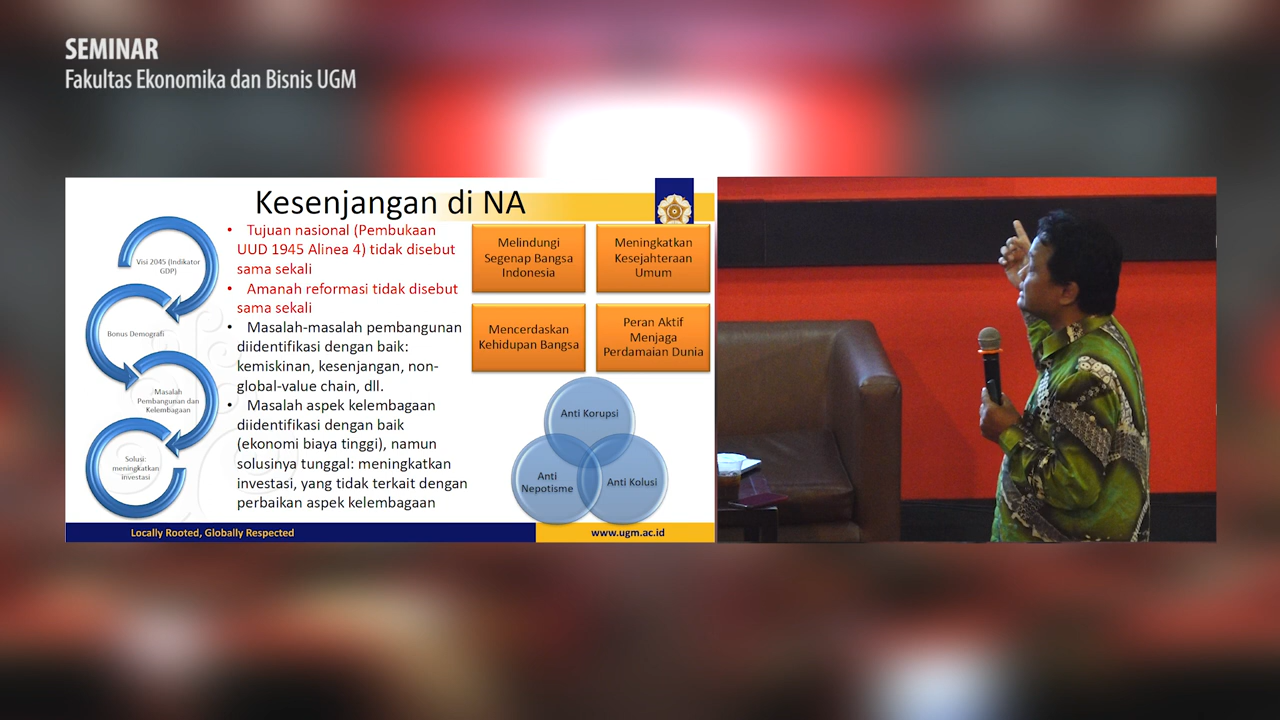 SEMINAR
Fakultas Ekonomika dan Bisnis UGM
Kesenjangan di NA
Visi 2045 (Indikator
GDP)
Bonus Demografi
Masalah
Pembangunan dan
Kelembagaan
Solusi:
meningkatkan
investasi
• Tujuan nasional (Pembukaan
UUD 1945 Alinea 4) tidak disebut
sama sekali
• Amanah reformasi tidak disebut
sama sekali
• Masalah-masalah pembangunan
diidentifikasi dengan baik:
kemiskinan, kesenjangan, non-
global-value chain, dll.
• Masalah aspek kelembagaan
diidentifikasi dengan baik
(ekonomi biaya tinggi), namun
solusinya tunggal: meningkatkan
investasi, yang tidak terkait dengan
perbaikan aspek kelembagaan
Melindungi
Segenap Bangsa
Indonesia
Meningkatkan
Kesejahteraan
Umum
Mencerdaskan
Kehidupan Bangsa
Peran Aktif
Menjaga
Perdamaian Dunia
Anti Korupsi
Anti
Nepotisme
Anti Kolusi
Locally Rooted, Globally Respected
www.ugm.ac.id